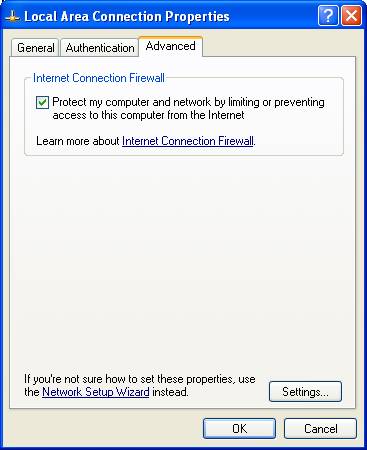 Local Area Connection Properties
General Authentication Advanced
Internet Connection Firewall
Protect my computer and network by limiting or preventing
access to this computer from the Internet
Learn more about Internet Connection Firewall.
If you're not sure how to set these properties, use
the Network Setup Wizard instead.
Settings...
OK Cancel